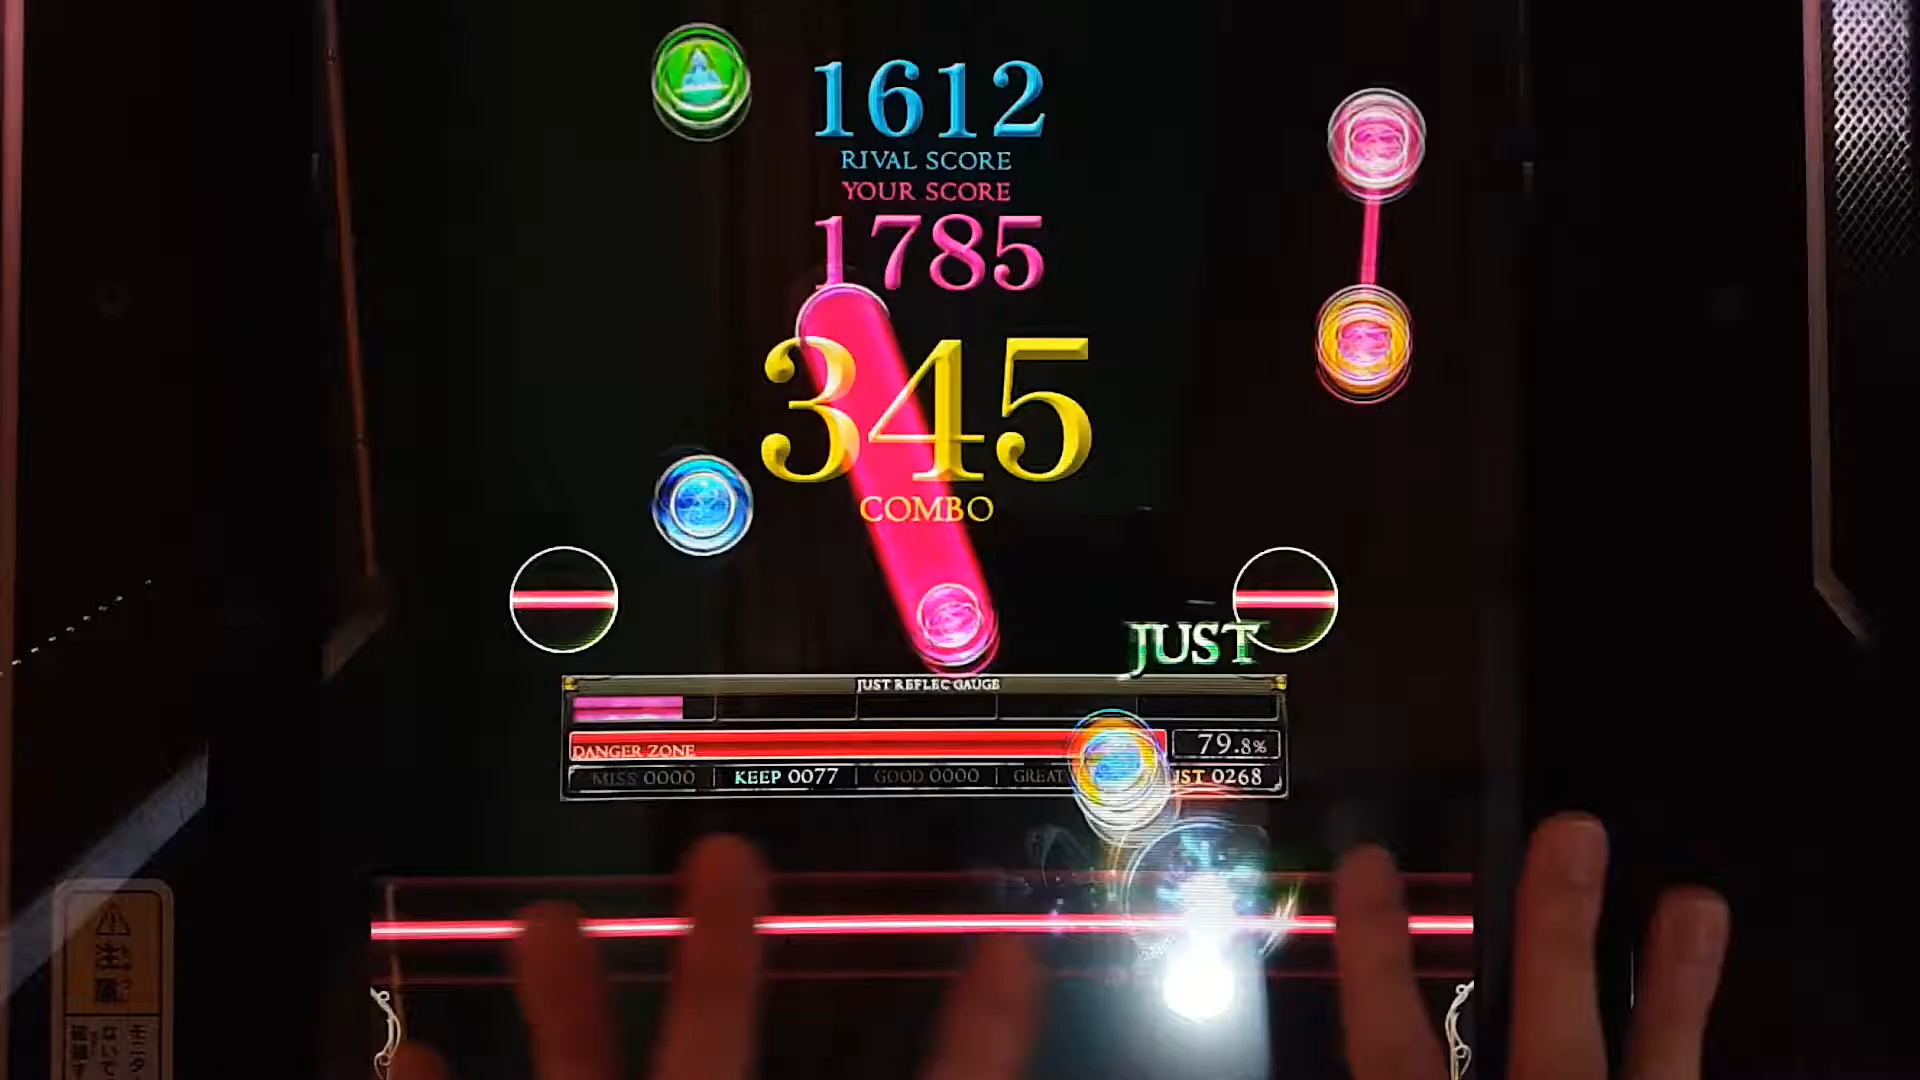 1612
RIVAL SCORE
YOUR SCORE
1785
345
COMBO
JUST
JUST REFLEC GAUGE
DANGER ZONE
79.8%
MISS 0000 | KEEP 0077 | GOOD 0000 | GREAT UST 0268
注